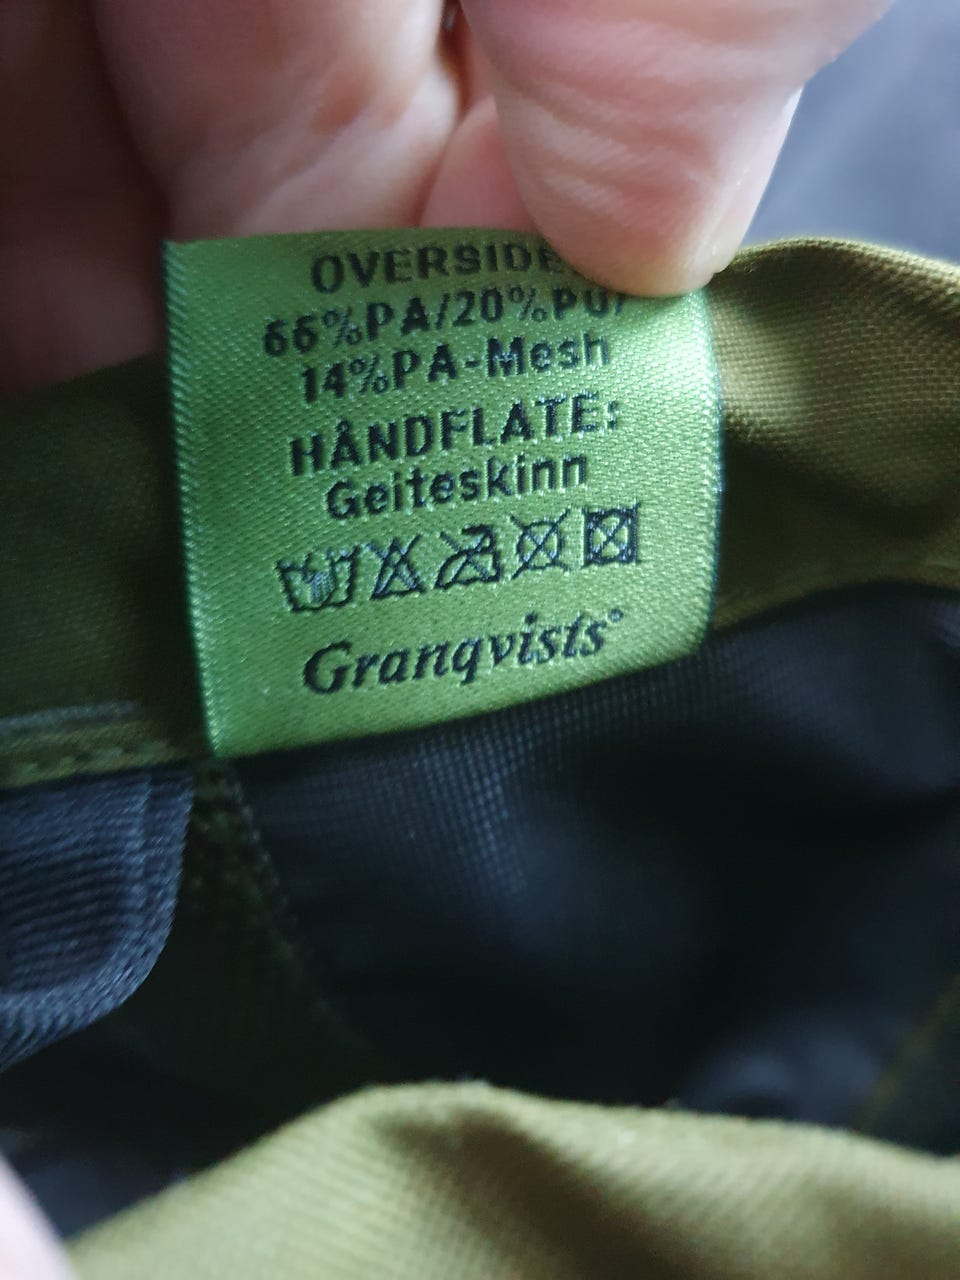 OVERSIDE:
66%PA/20%PU/
14%PA-Mesh
HÅNDFLATE:
Geiteskinn
Granqvists®